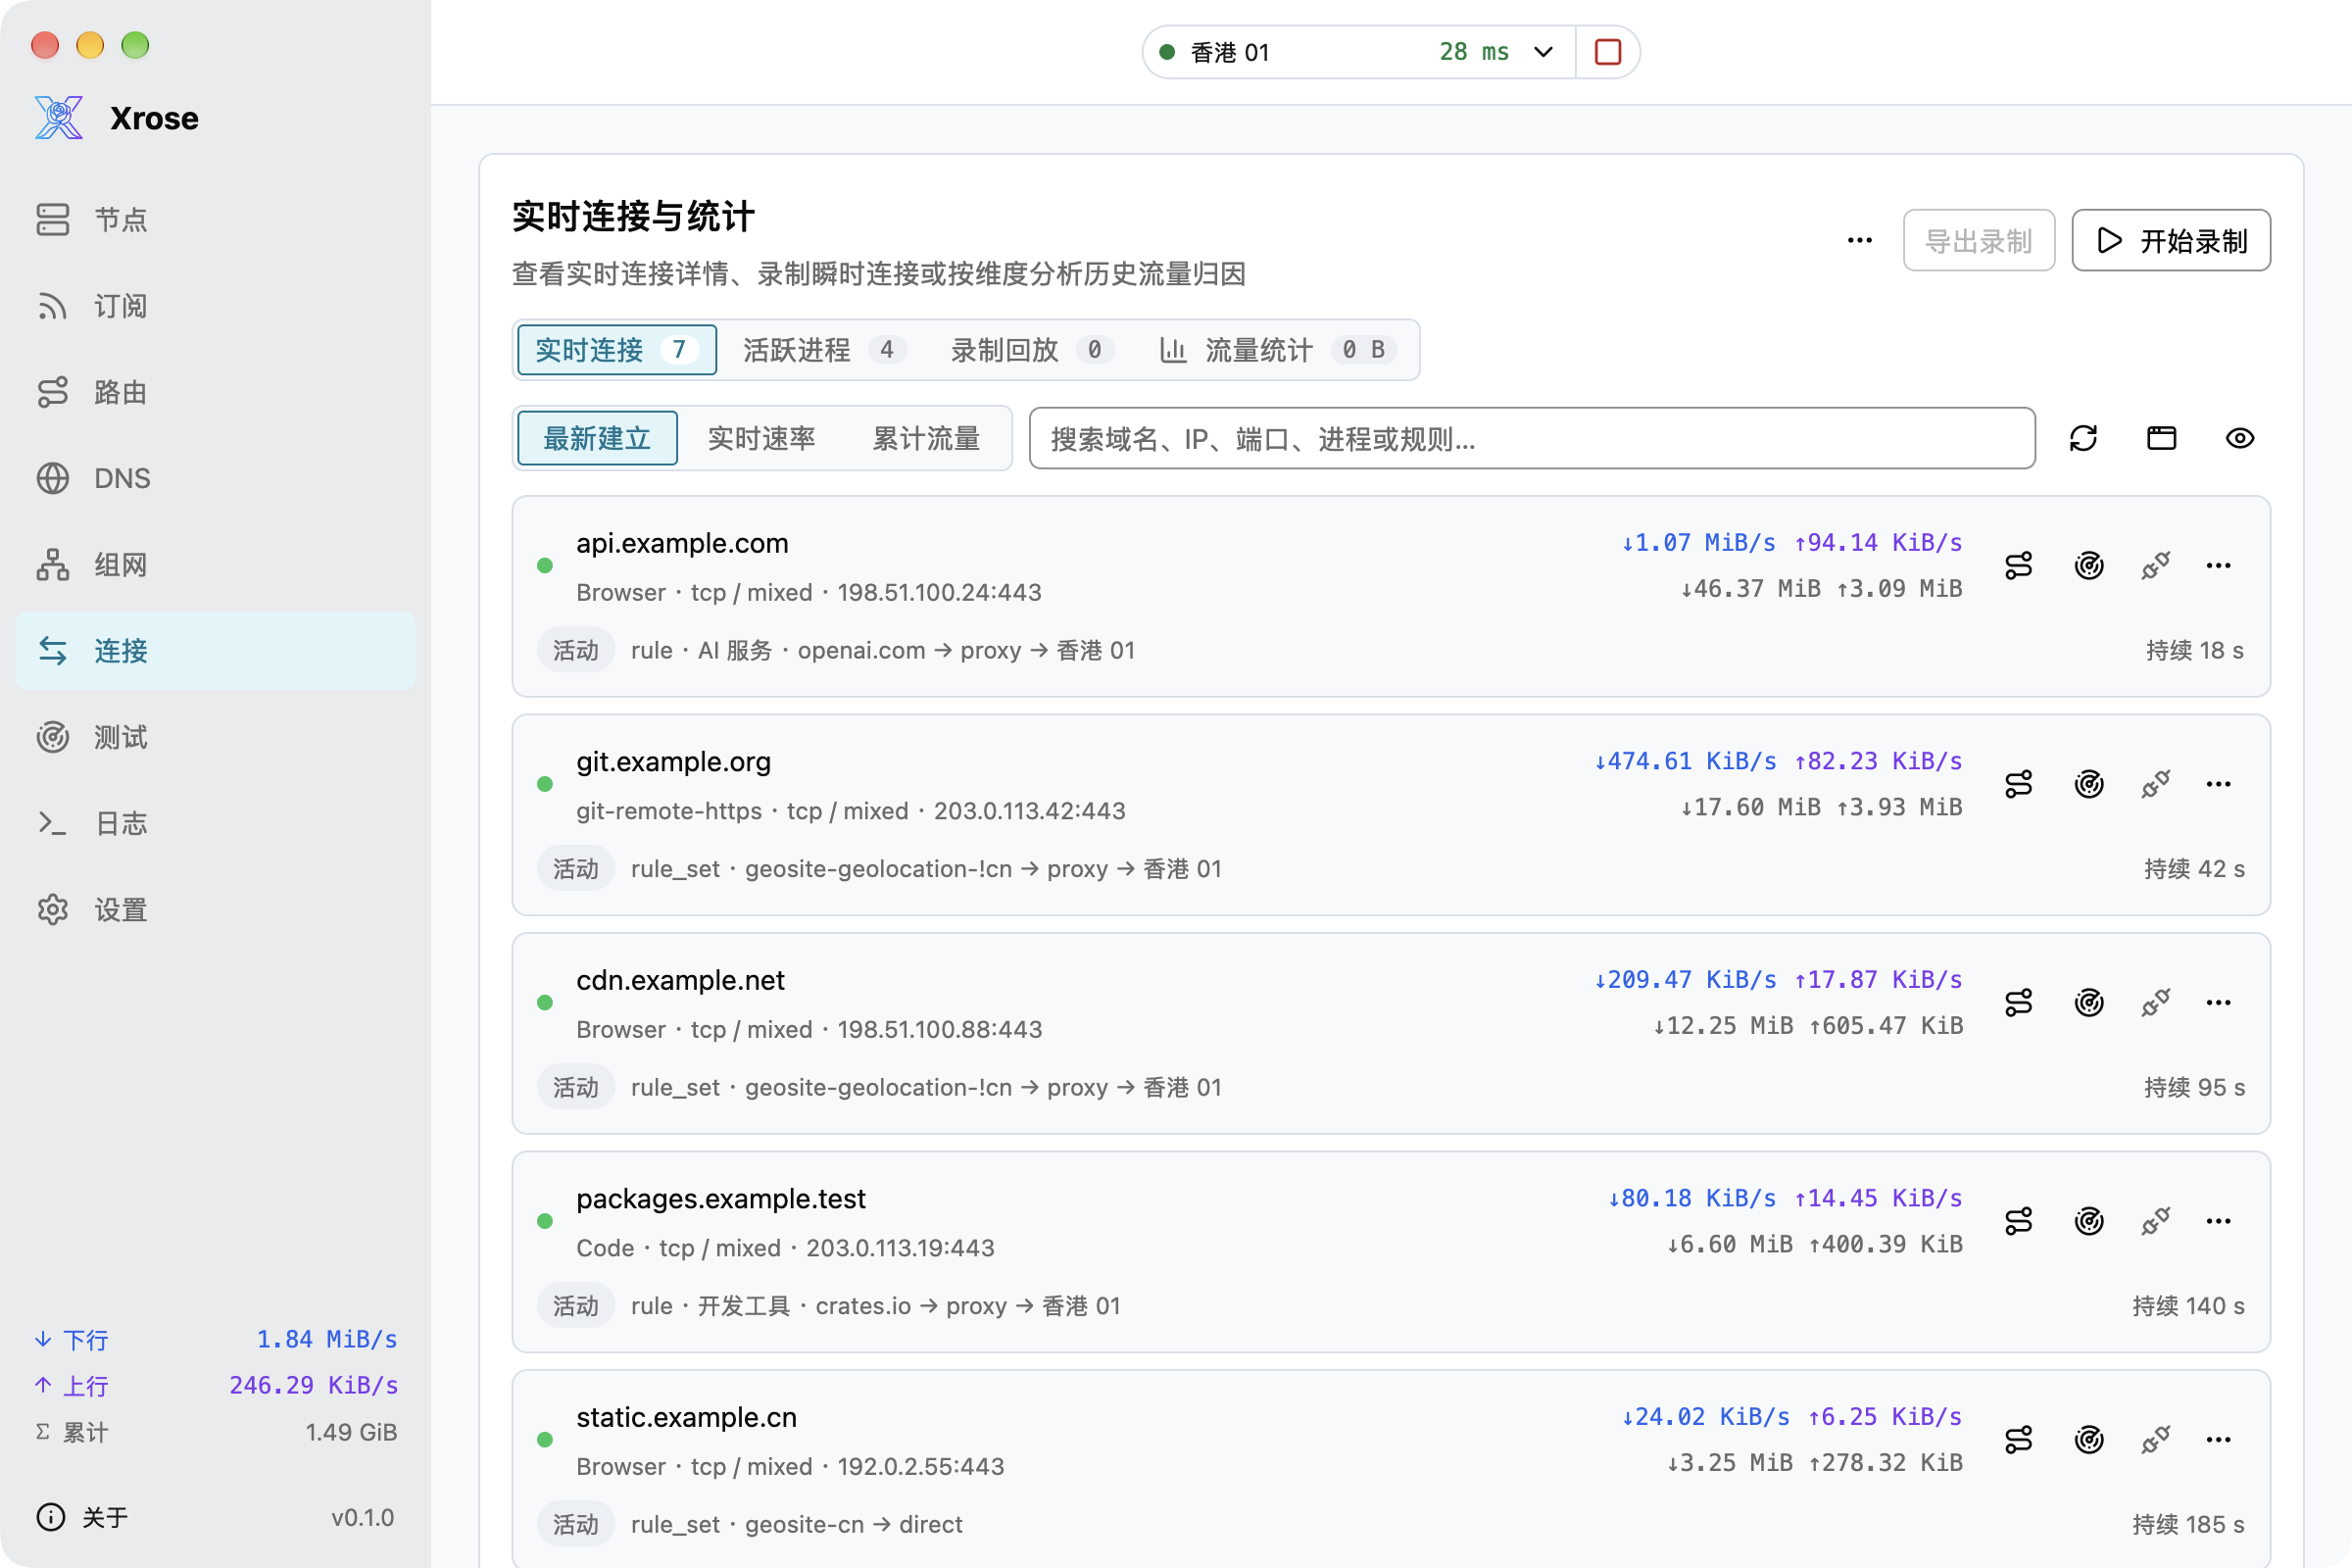 香港 01 28 ms
Xrose
节点
订阅
路由
DNS
组网
连接
测试
日志
设置
↓ 下行 1.84 MiB/s
↑ 上行 246.29 KiB/s
Σ 累计 1.49 GiB
关于 v0.1.0
实时连接与统计
查看实时连接详情、录制瞬时连接或按维度分析历史流量归因
导出录制 开始录制
实时连接 7 活跃进程 4 录制回放 0 流量统计 0 B
最新建立 实时速率 累计流量 搜索域名、IP、端口、进程或规则...
api.example.com ↓1.07 MiB/s ↑94.14 KiB/s
Browser · tcp / mixed · 198.51.100.24:443 ↓46.37 MiB ↑3.09 MiB
活动 rule · AI 服务 · openai.com → proxy → 香港 01 持续 18 s
git.example.org ↓474.61 KiB/s ↑82.23 KiB/s
git-remote-https · tcp / mixed · 203.0.113.42:443 ↓17.60 MiB ↑3.93 MiB
活动 rule_set · geosite-geolocation-!cn → proxy → 香港 01 持续 42 s
cdn.example.net ↓209.47 KiB/s ↑17.87 KiB/s
Browser · tcp / mixed · 198.51.100.88:443 ↓12.25 MiB ↑605.47 KiB
活动 rule_set · geosite-geolocation-!cn → proxy → 香港 01 持续 95 s
packages.example.test ↓80.18 KiB/s ↑14.45 KiB/s
Code · tcp / mixed · 203.0.113.19:443 ↓6.60 MiB ↑400.39 KiB
活动 rule · 开发工具 · crates.io → proxy → 香港 01 持续 140 s
static.example.cn ↓24.02 KiB/s ↑6.25 KiB/s
Browser · tcp / mixed · 192.0.2.55:443 ↓3.25 MiB ↑278.32 KiB
活动 rule_set · geosite-cn → direct 持续 185 s